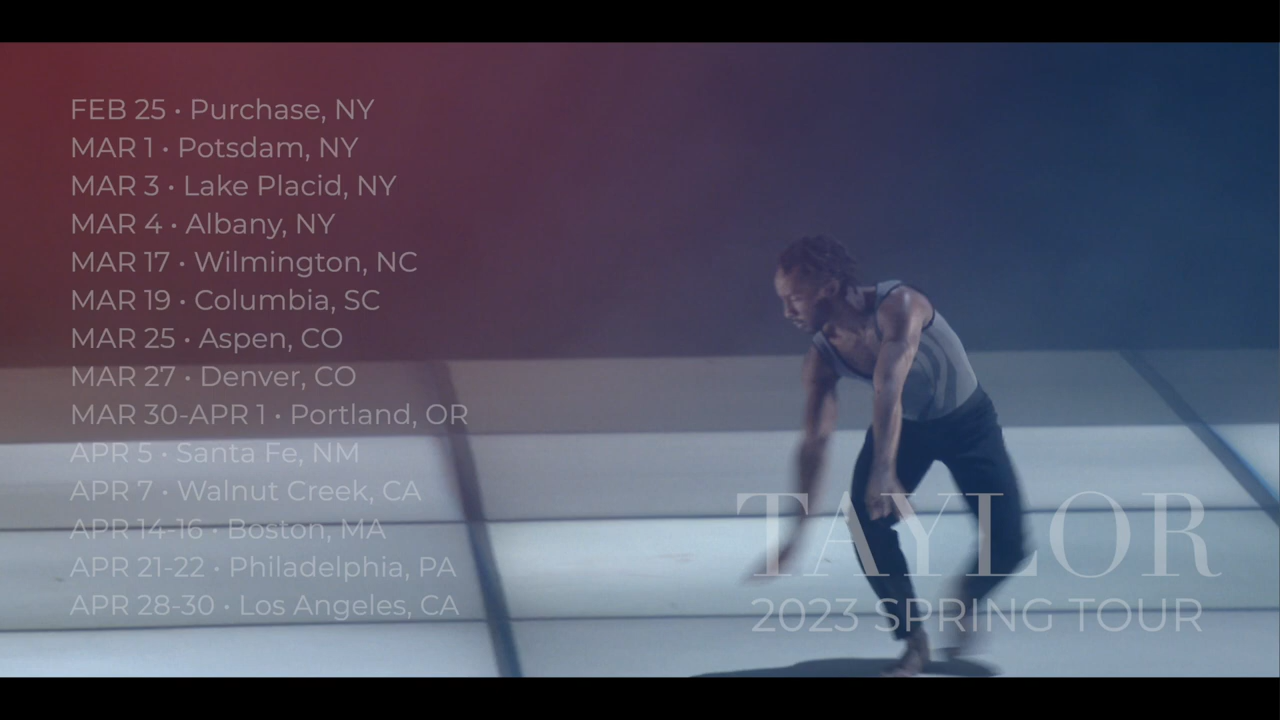 FEB 25 • Purchase, NY
MAR 1 • Potsdam, NY
MAR 3 • Lake Placid, NY
MAR 4 • Albany, NY
MAR 17 • Wilmington, NC
MAR 19 • Columbia, SC
MAR 25 • Aspen, CO
MAR 27 • Denver, CO
MAR 30-APR 1 • Portland, OR
APR 5 • Santa Fe, NM
APR 7 • Walnut Creek, CA
APR 14-16 • Boston, MA
APR 21-22 • Philadelphia, PA
APR 28-30 • Los Angeles, CA
TAYLOR
2023 SPRING TOUR